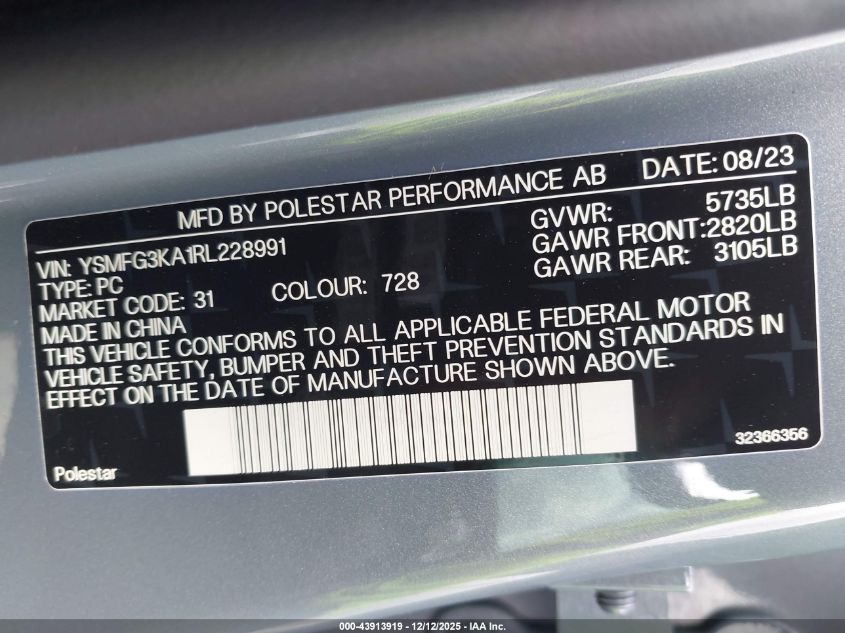 MFD BY POLESTAR PERFORMANCE AB DATE: 08/23
VIN: YSMFG3KA1RL228991 GVWR: 5735LB
TYPE: PC GAWR FRONT:2820LB
MARKET CODE: 31 COLOUR: 728 GAWR REAR: 3105LB
MADE IN CHINA
THIS VEHICLE CONFORMS TO ALL APPLICABLE FEDERAL MOTOR
VEHICLE SAFETY, BUMPER AND THEFT PREVENTION STANDARDS IN
EFFECT ON THE DATE OF MANUFACTURE SHOWN ABOVE.
Polestar 32366356
000-43913919 - 12/12/2025 - IAA Inc.